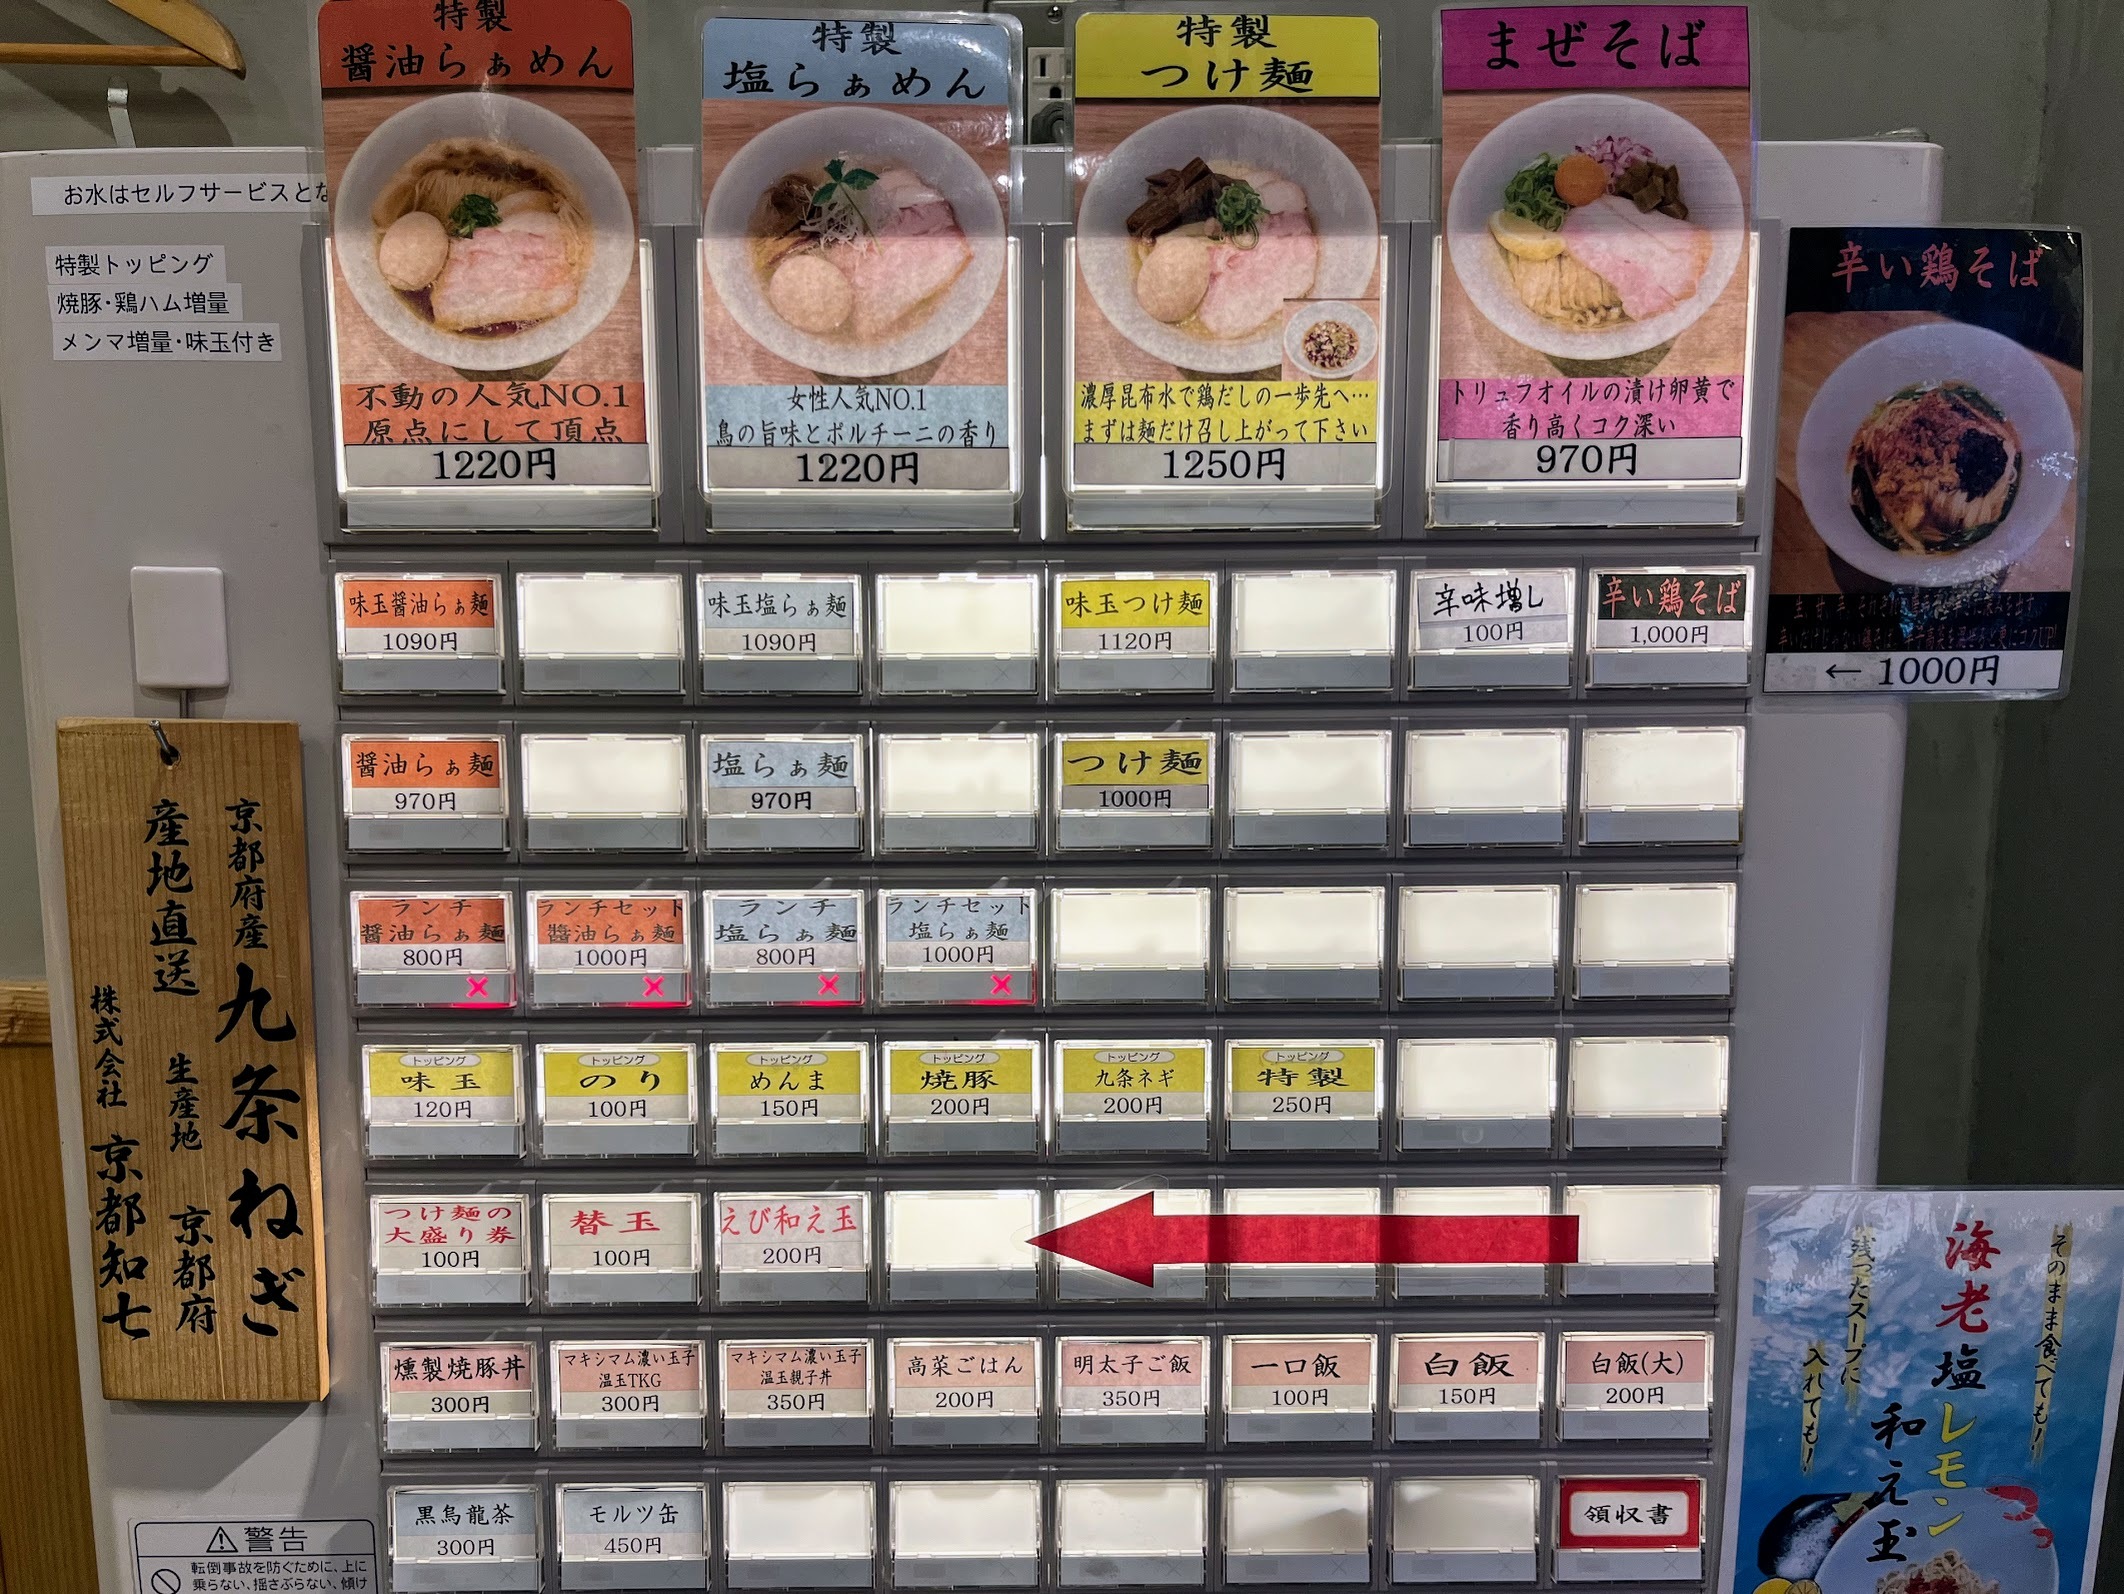 特製
醤油らぁめん
不動の人気NO.1
原点にして頂点
1220円
特製
塩らぁめん
女性人気NO.1
鳥の旨味とポルチーニの香り
1220円
特製
つけ麺
濃厚昆布水で鶏だしの一歩先へ…
まずは麺だけ召し上がって下さい
1250円
まぜそば
トリュフオイルの漬け卵黄で
香り高くコク深い
970円
辛い鶏そば
← 1000円
お水はセルフサービスとな
特製トッピング
焼豚・鶏ハム増量
メンマ増量・味玉付き
味玉醤油らぁ麺
1090円
味玉塩らぁ麺
1090円
味玉つけ麺
1120円
辛味増し
100円
辛い鶏そば
1,000円
醤油らぁ麺
970円
塩らぁ麺
970円
つけ麺
1000円
ランチ
醤油らぁ麺
800円
ランチセット
醬油らぁ麺
1000円
ランチ
塩らぁ麺
800円
ランチセット
塩らぁ麺
1000円
トッピング
味玉
120円
トッピング
のり
100円
トッピング
めんま
150円
トッピング
焼豚
200円
トッピング
九条ネギ
200円
トッピング
特製
250円
つけ麺の
大盛り券
100円
替玉
100円
えび和え玉
200円
燻製焼豚丼
300円
マキシマム濃い玉子
温玉TKG
300円
マキシマム濃い玉子
温玉親子丼
350円
高菜ごはん
200円
明太子ご飯
350円
一口飯
100円
白飯
150円
白飯(大)
200円
黒烏龍茶
300円
モルツ缶
450円
領収書
京都府産 九条ねぎ
産地直送 生産地 京都府
株式会社 京都知七
警告
転倒事故を防ぐために、上に
乗らない、揺さぶらない、傾け
そのまま食べても!
海老塩レモン
和え玉
残ったスープに
入れても!